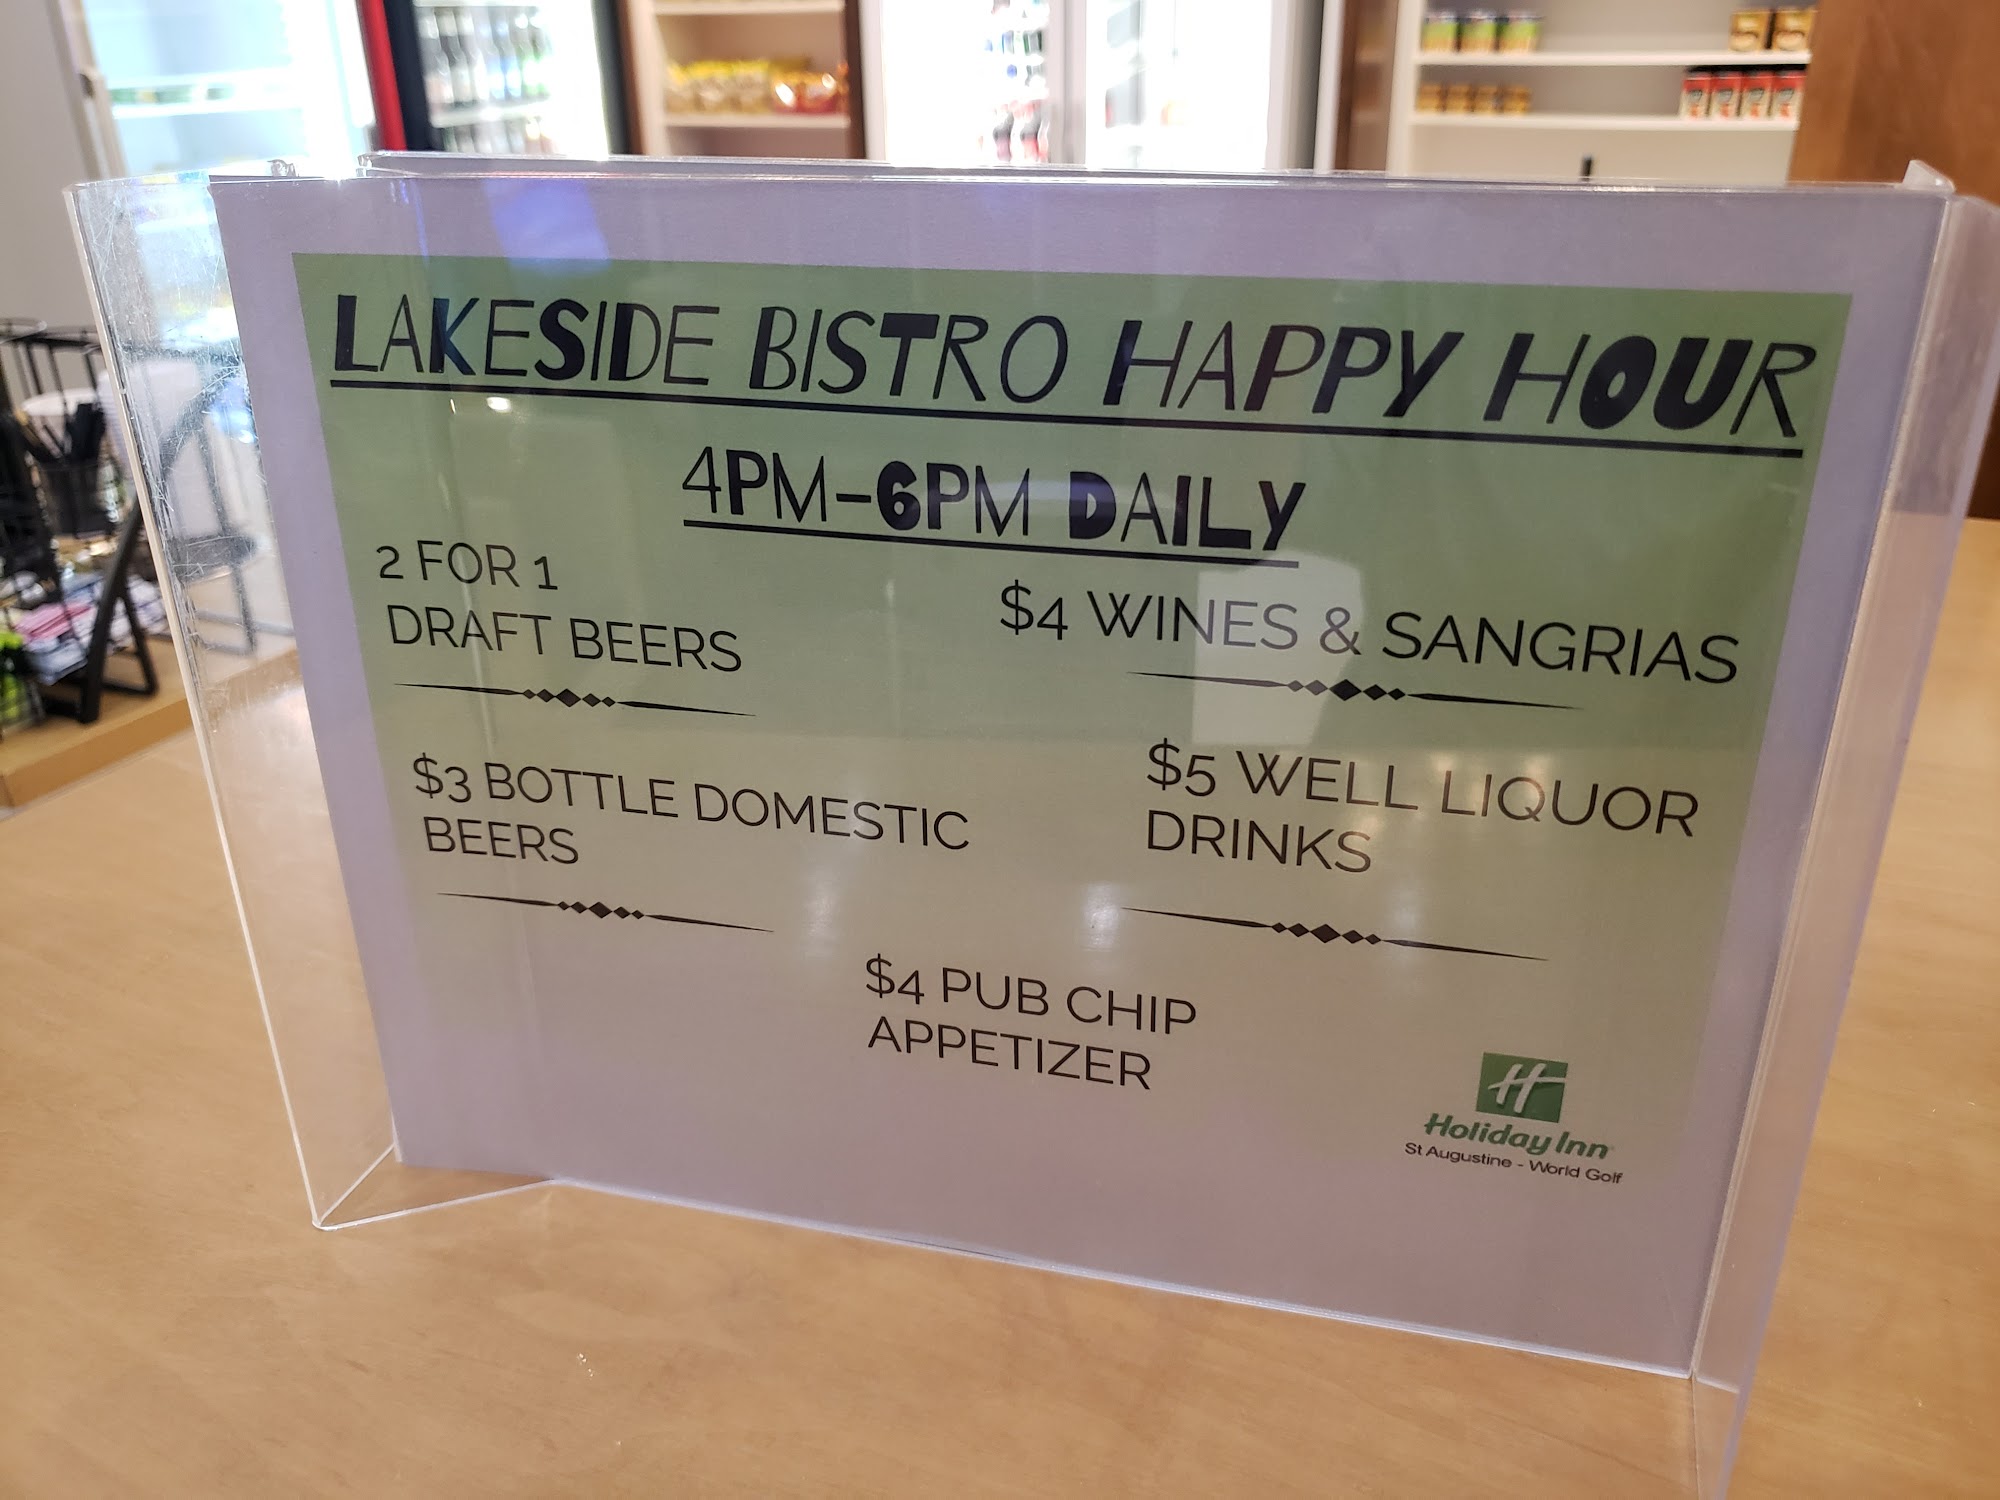 LAKESIDE BISTRO HAPPY HOUR
4PM-6PM DAILY
2 FOR 1
DRAFT BEERS
$4 WINES & SANGRIAS
$3 BOTTLE DOMESTIC
BEERS
$5 WELL LIQUOR
DRINKS
$4 PUB CHIP
APPETIZER
H
Holiday Inn
St Augustine - World Golf